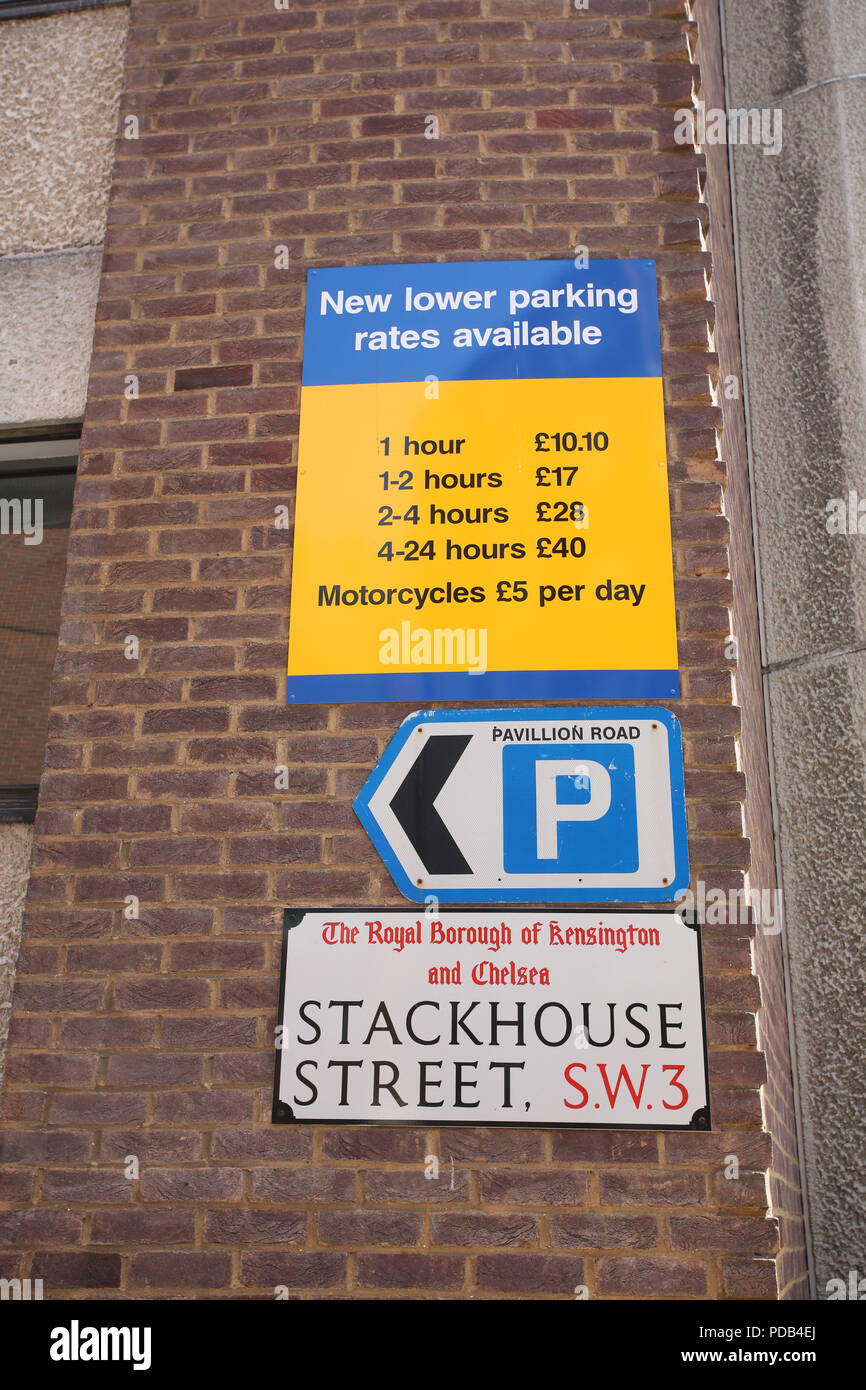 New lower parking
rates available
1 hour £10.10
1-2 hours £17
2-4 hours £28
4-24 hours £40
Motorcycles £5 per day
PAVILLION ROAD
P
The Royal Borough of Kensington
and Chelsea
STACKHOUSE
STREET, S.W.3
alamy
Image ID: PDB4EJ
www.alamy.com